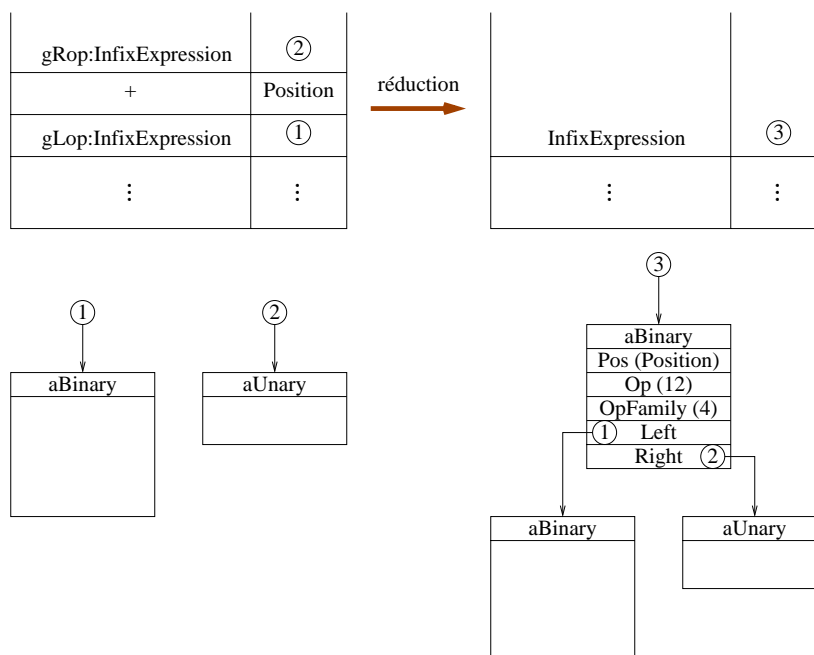 gRop:InfixExpression ②
+ Position
gLop:InfixExpression ①
⋮ ⋮
réduction
InfixExpression ③
⋮ ⋮
①
aBinary
②
aUnary
③
aBinary
Pos (Position)
Op (12)
OpFamily (4)
① Left
Right ②
aBinary
aUnary